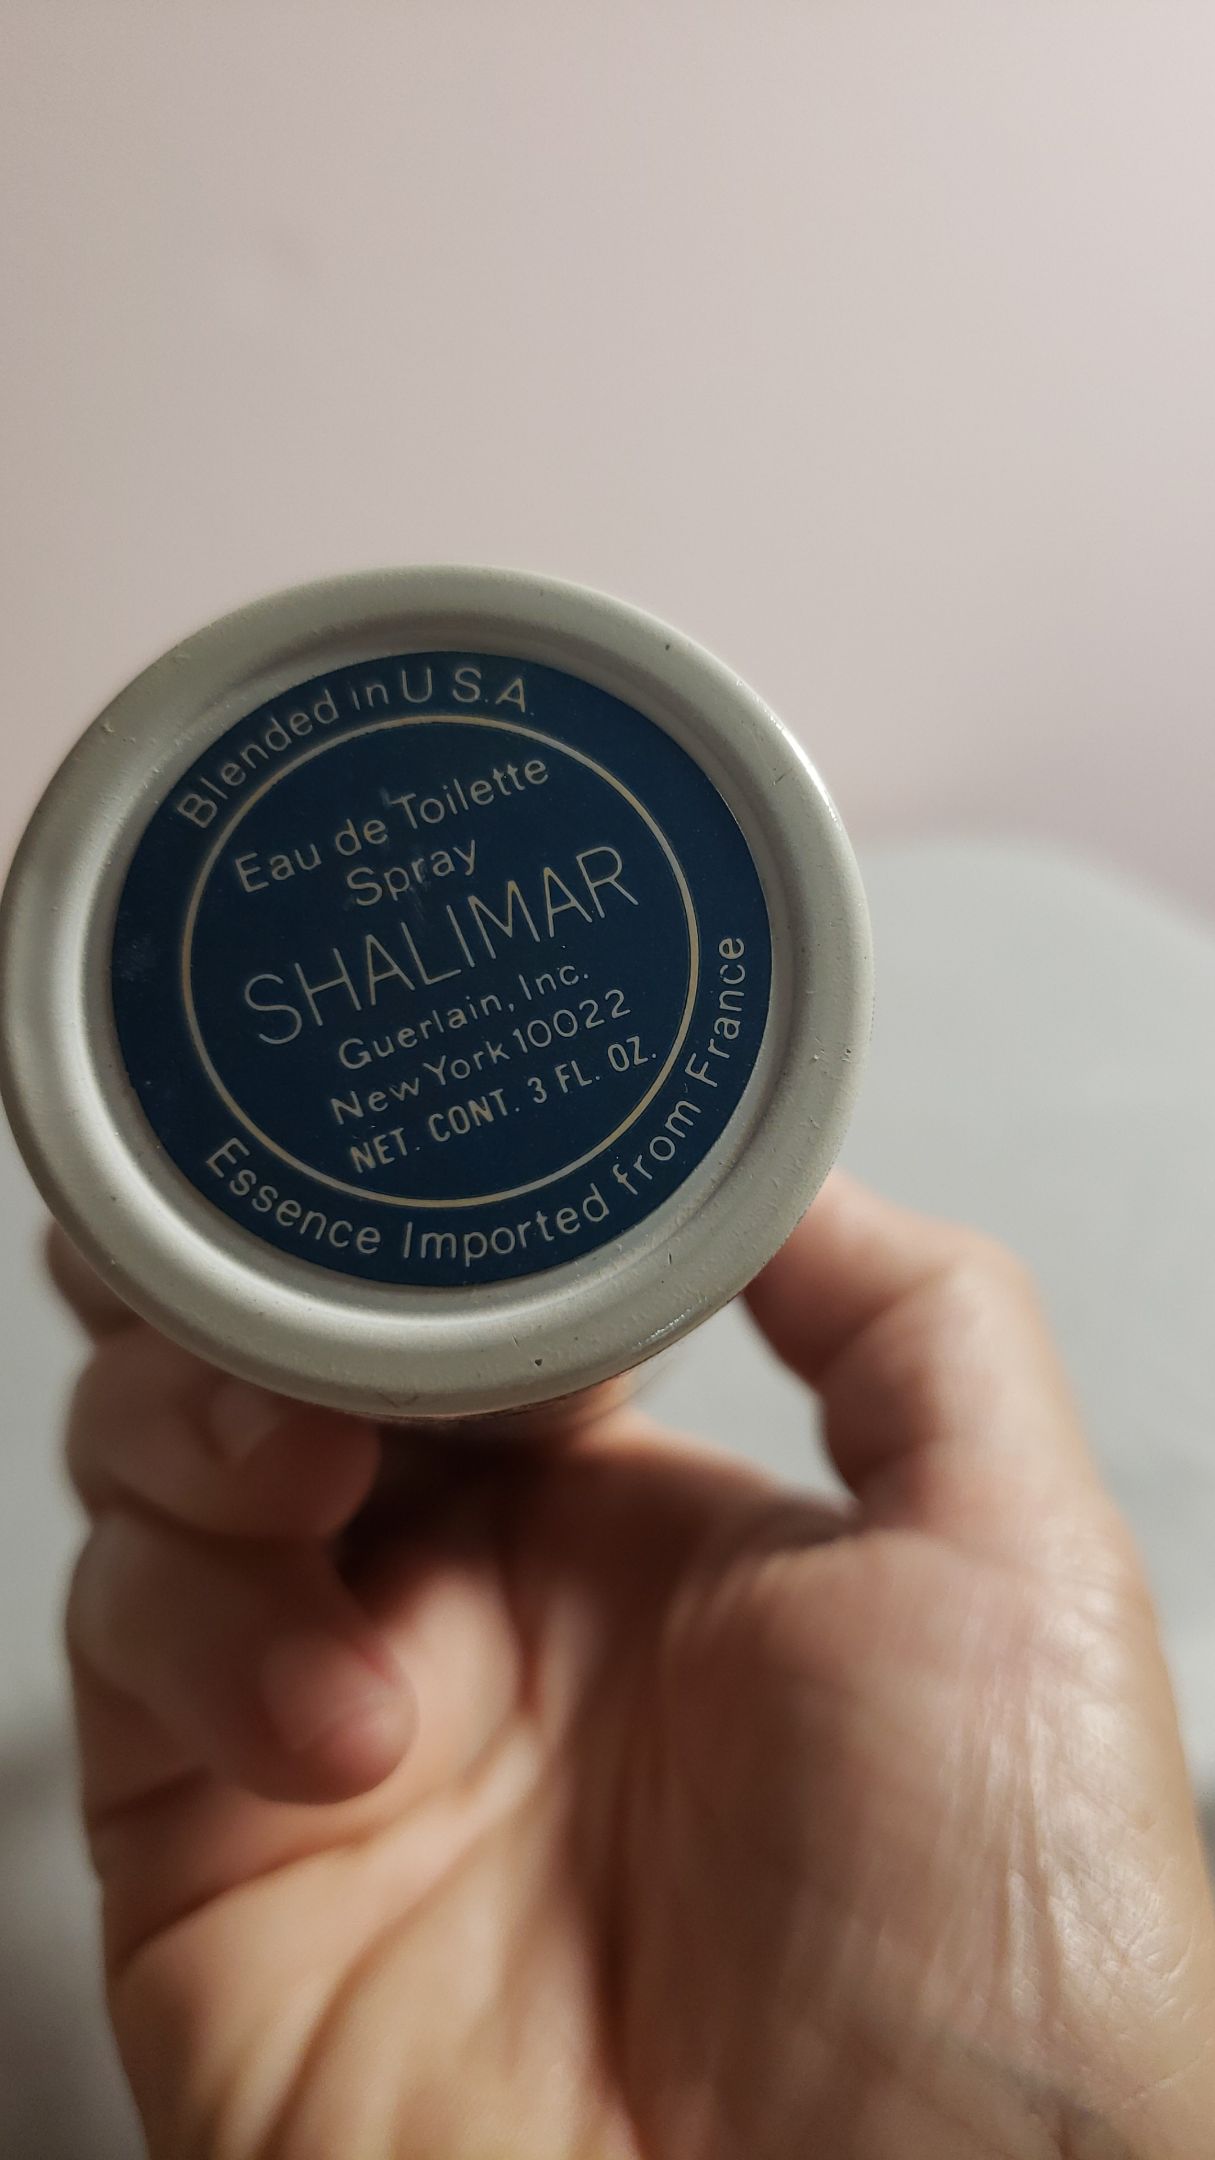 Blended in U S.A.
Eau de Toilette
Spray
SHALIMAR
Guerlain, Inc.
New York 10022
NET. CONT. 3 FL. OZ.
Essence Imported from France